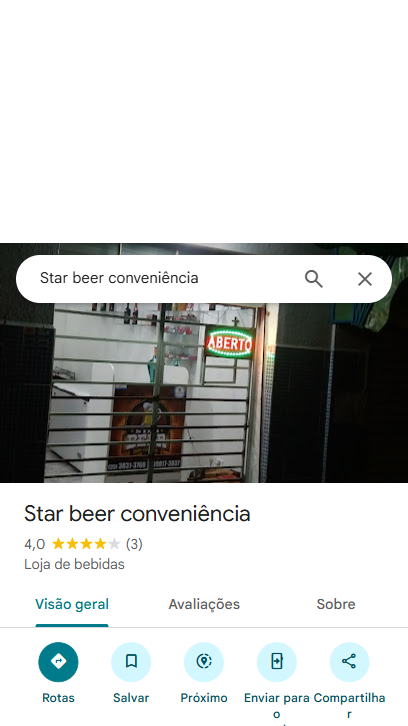 Star beer conveniência
ABERTO
Star beer conveniência
4,0 (3)
Loja de bebidas
Visão geral
Avaliações
Sobre
Rotas
Salvar
Próximo
Enviar para o
Compartilhar